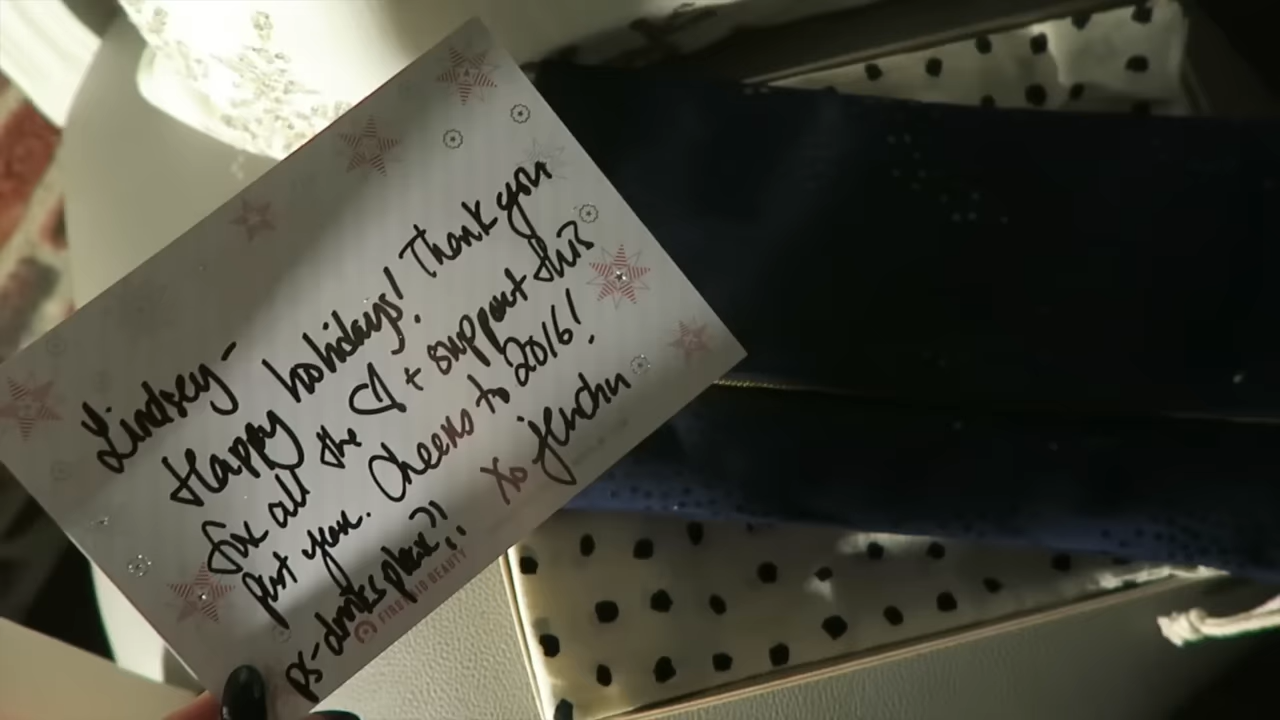 Lindsey-
Happy holidays! Thank you
for all the ♡ + support this
past year. Cheers to 2016!
xo jenchu
PS-drinks please?!
FIRST AID BEAUTY